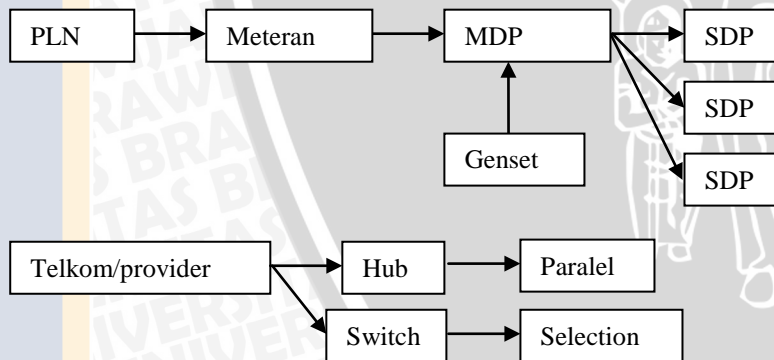 PLN
Meteran
MDP
SDP
SDP
Genset
SDP
Telkom/provider
Hub
Paralel
Switch
Selection